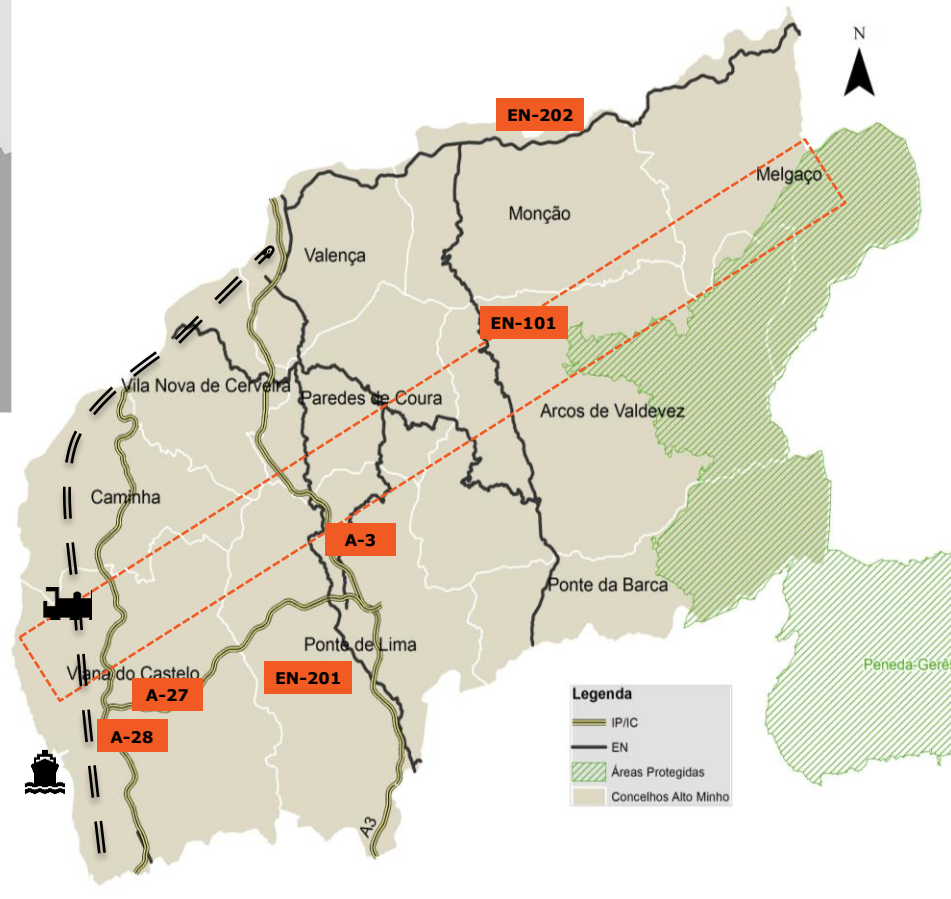 N
EN-202
Melgaço
Monção
Valença
EN-101
Vila Nova de Cerveira
Paredes de Coura
Arcos de Valdevez
Caminha
A-3
Ponte da Barca
Ponte de Lima
Viana do Castelo
EN-201
A-27
A-28
A3
Peneda-Gerês
Legenda
IP/IC
EN
Áreas Protegidas
Concelhos Alto Minho